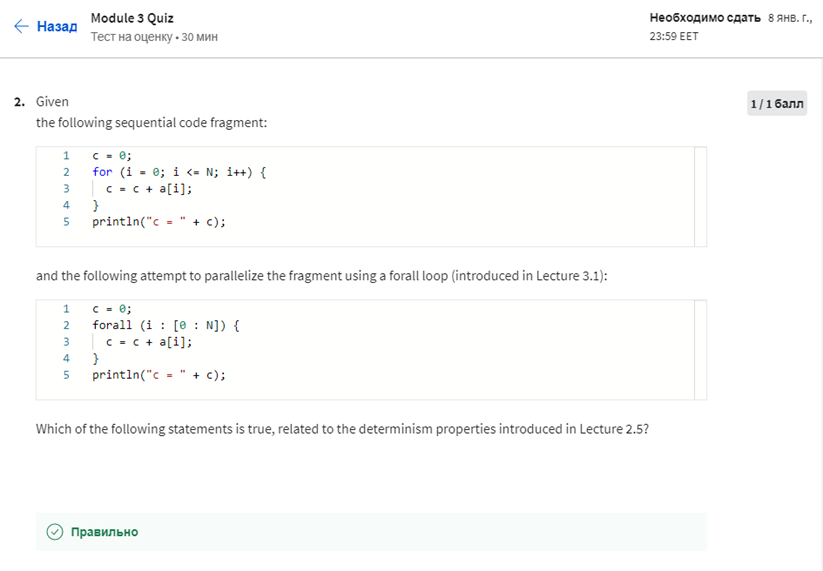 Назад
Module 3 Quiz
Тест на оценку • 30 мин
Необходимо сдать 8 янв. г.,
23:59 EET
2. Given
the following sequential code fragment:
1 / 1 балл
1 c = 0;
2 for (i = 0; i <= N; i++) {
3 c = c + a[i];
4 }
5 println("c = " + c);
and the following attempt to parallelize the fragment using a forall loop (introduced in Lecture 3.1):
1 c = 0;
2 forall (i : [0 : N]) {
3 c = c + a[i];
4 }
5 println("c = " + c);
Which of the following statements is true, related to the determinism properties introduced in Lecture 2.5?
Правильно